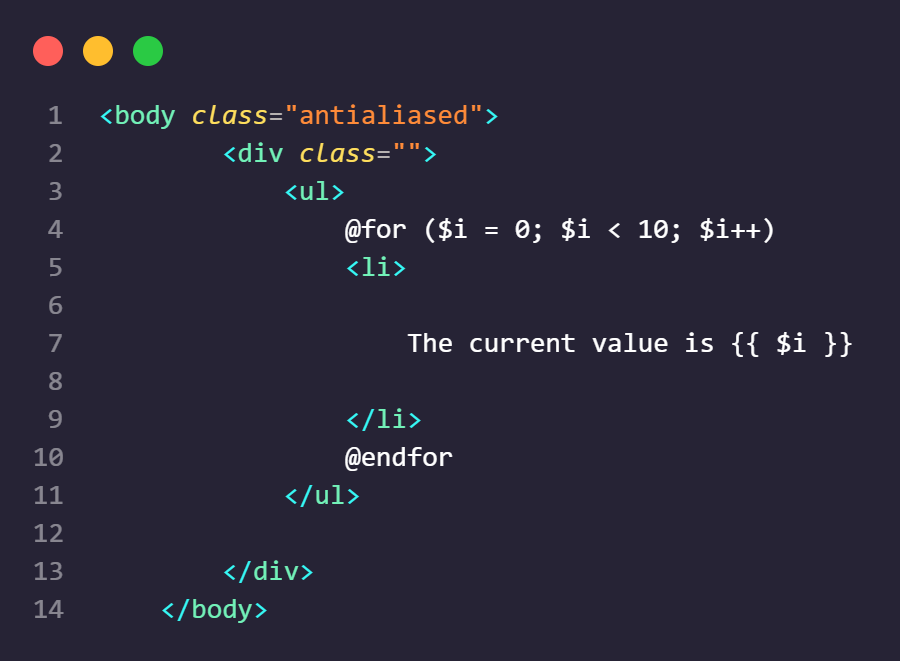 1 <body class="antialiased">
2 <div class="">
3 <ul>
4 @for ($i = 0; $i < 10; $i++)
5 <li>
6
7 The current value is {{ $i }}
8
9 </li>
10 @endfor
11 </ul>
12
13 </div>
14 </body>